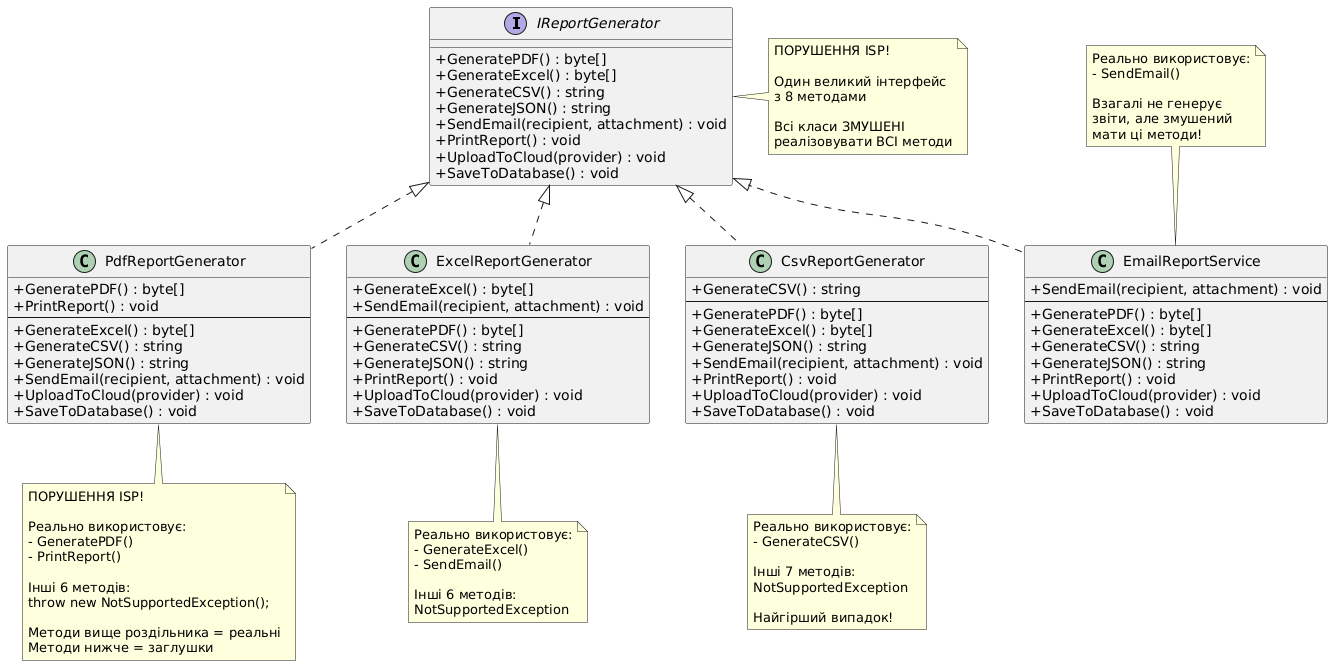 I IReportGenerator
+GeneratePDF() : byte[]
+GenerateExcel() : byte[]
+GenerateCSV() : string
+GenerateJSON() : string
+SendEmail(recipient, attachment) : void
+PrintReport() : void
+UploadToCloud(provider) : void
+SaveToDatabase() : void
ПОРУШЕННЯ ISP!
Один великий інтерфейс
з 8 методами
Всі класи ЗМУШЕНІ
реалізовувати ВСІ методи
Реально використовує:
- SendEmail()
Взагалі не генерує
звіти, але змушений
мати ці методи!
C PdfReportGenerator
+GeneratePDF() : byte[]
+PrintReport() : void
+GenerateExcel() : byte[]
+GenerateCSV() : string
+GenerateJSON() : string
+SendEmail(recipient, attachment) : void
+UploadToCloud(provider) : void
+SaveToDatabase() : void
C ExcelReportGenerator
+GenerateExcel() : byte[]
+SendEmail(recipient, attachment) : void
+GeneratePDF() : byte[]
+GenerateCSV() : string
+GenerateJSON() : string
+PrintReport() : void
+UploadToCloud(provider) : void
+SaveToDatabase() : void
C CsvReportGenerator
+GenerateCSV() : string
+GeneratePDF() : byte[]
+GenerateExcel() : byte[]
+GenerateJSON() : string
+SendEmail(recipient, attachment) : void
+PrintReport() : void
+UploadToCloud(provider) : void
+SaveToDatabase() : void
C EmailReportService
+SendEmail(recipient, attachment) : void
+GeneratePDF() : byte[]
+GenerateExcel() : byte[]
+GenerateCSV() : string
+GenerateJSON() : string
+PrintReport() : void
+UploadToCloud(provider) : void
+SaveToDatabase() : void
ПОРУШЕННЯ ISP!
Реально використовує:
- GeneratePDF()
- PrintReport()
Інші 6 методів:
throw new NotSupportedException();
Методи вище роздільника = реальні
Методи нижче = заглушки
Реально використовує:
- GenerateExcel()
- SendEmail()
Інші 6 методів:
NotSupportedException
Реально використовує:
- GenerateCSV()
Інші 7 методів:
NotSupportedException
Найгірший випадок!